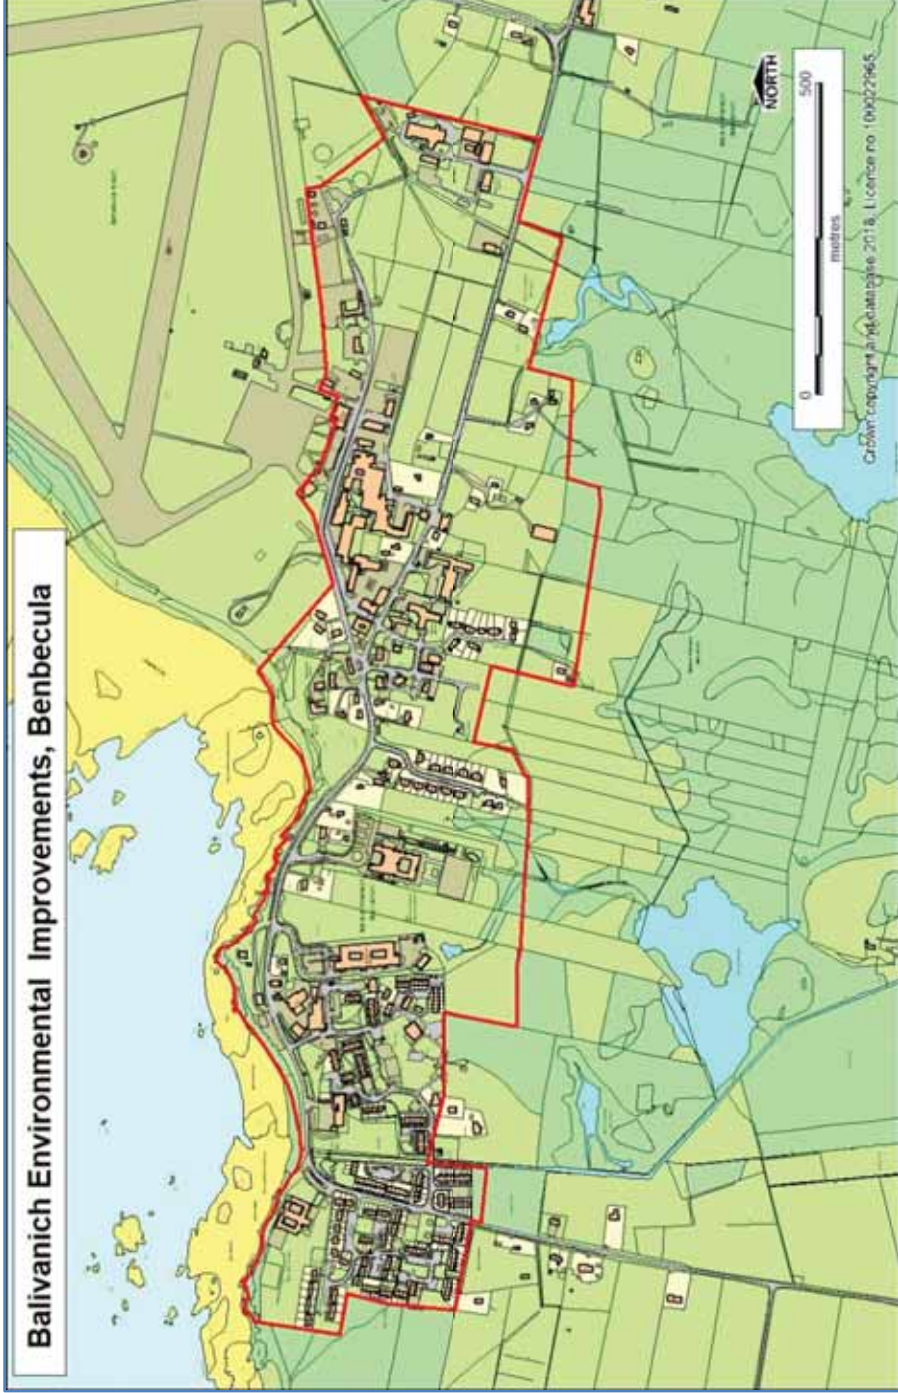 Balivanich Environmental Improvements, Benbecula
NORTH
0 500
metres
Crown copyright and database 2018, Licence no 100022965